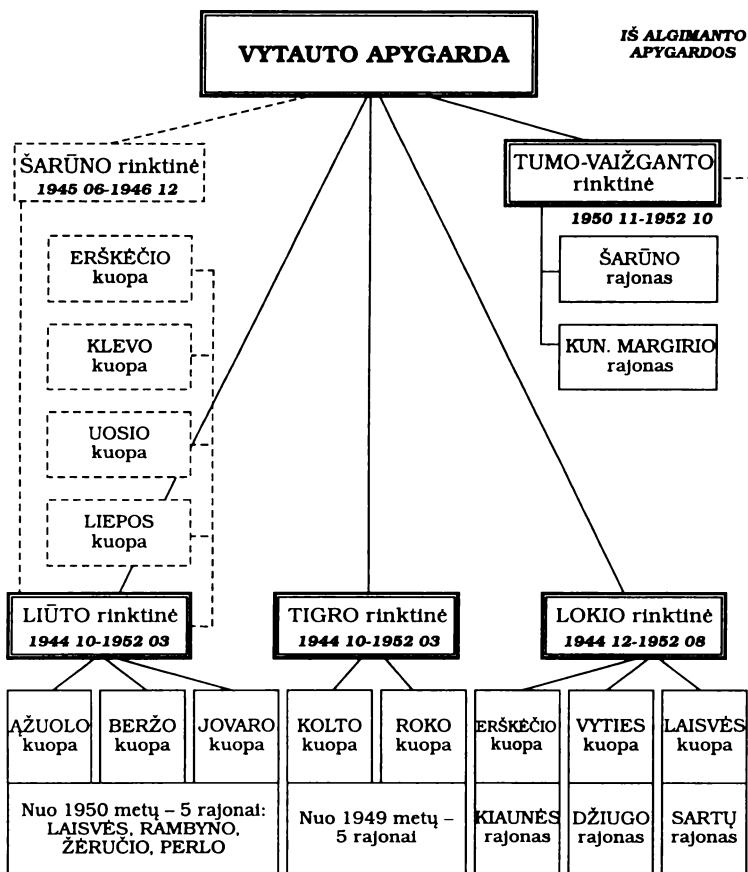 VYTAUTO APYGARDA
IŠ ALGIMANTO
APYGARDOS
ŠARŪNO rinktinė
1945 06-1946 12
TUMO-VAIŽGANTO
rinktinė
1950 11-1952 10
ERŠKĖČIO
kuopa
ŠARŪNO
rajonas
KLEVO
kuopa
KUN. MARGIRIO
rajonas
UOSIO
kuopa
LIEPOS
kuopa
LIŪTO rinktinė
1944 10-1952 03
TIGRO rinktinė
1944 10-1952 03
LOKIO rinktinė
1944 12-1952 08
ĄŽUOLO
kuopa
BERŽO
kuopa
JOVARO
kuopa
KOLTO
kuopa
ROKO
kuopa
ERŠKĖČIO
kuopa
VYTIES
kuopa
LAISVĖS
kuopa
Nuo 1950 metų – 5 rajonai:
LAISVĖS, RAMBYNO,
ŽĖRUČIO, PERLO
Nuo 1949 metų –
5 rajonai
KIAUNĖS
rajonas
DŽIUGO
rajonas
SARTŲ
rajonas